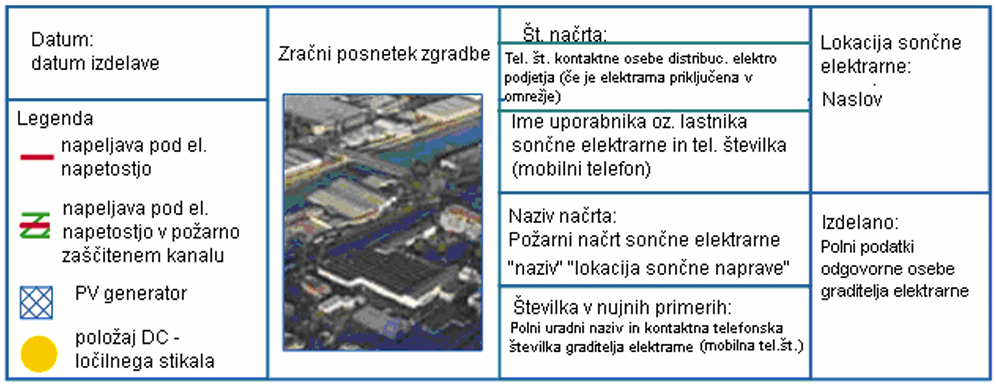 Datum:
datum izdelave
Legenda
napeljava pod el.
napetostjo
napeljava pod el.
napetostjo v požarno
zaščitenem kanalu
PV generator
položaj DC -
ločilnega stikala
Zračni posnetek zgradbe
Št. načrta:
Tel. št. kontaktne osebe distribuc. elektro
podjetja (če je elektrarna priključena v
omrežje)
Ime uporabnika oz. lastnika
sončne elektrarne in tel. številka
(mobilni telefon)
Naziv načrta:
Požarni načrt sončne elektrarne
"naziv" "lokacija sončne naprave"
Številka v nujnih primerih:
Polni uradni naziv in kontaktna telefonska
številka graditelja elektrarne (mobilna tel.št.)
Lokacija sončne
elektrarne:
Naslov
Izdelano:
Polni podatki
odgovorne osebe
graditelja elektrarne